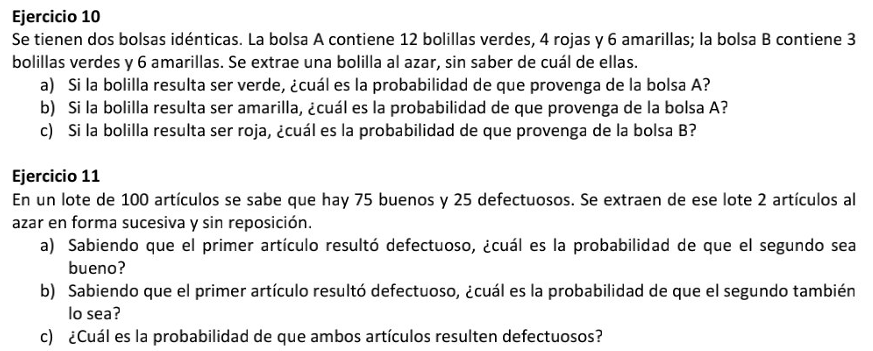 Ejercicio 10
Se tienen dos bolsas idénticas. La bolsa A contiene 12 bolillas verdes, 4 rojas y 6 amarillas; la bolsa B contiene 3
bolillas verdes y 6 amarillas. Se extrae una bolilla al azar, sin saber de cuál de ellas.
a) Si la bolilla resulta ser verde, ¿cuál es la probabilidad de que provenga de la bolsa A?
b) Si la bolilla resulta ser amarilla, ¿cuál es la probabilidad de que provenga de la bolsa A?
c) Si la bolilla resulta ser roja, ¿cuál es la probabilidad de que provenga de la bolsa B?
Ejercicio 11
En un lote de 100 artículos se sabe que hay 75 buenos y 25 defectuosos. Se extraen de ese lote 2 artículos al
azar en forma sucesiva y sin reposición.
a) Sabiendo que el primer artículo resultó defectuoso, ¿cuál es la probabilidad de que el segundo sea
bueno?
b) Sabiendo que el primer artículo resultó defectuoso, ¿cuál es la probabilidad de que el segundo también
lo sea?
c) ¿Cuál es la probabilidad de que ambos artículos resulten defectuosos?